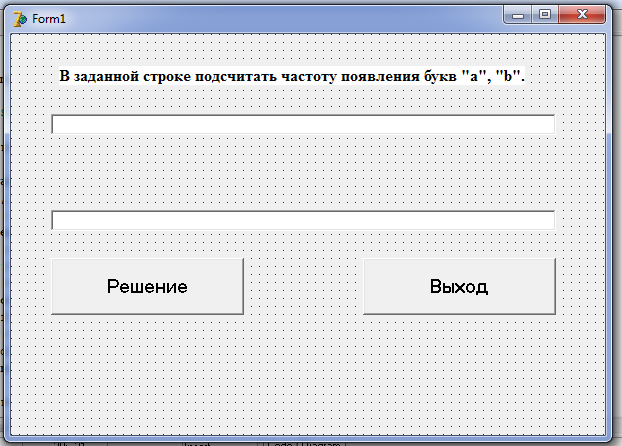 Form1
В заданной строке подсчитать частоту появления букв "a", "b".
Решение
Выход